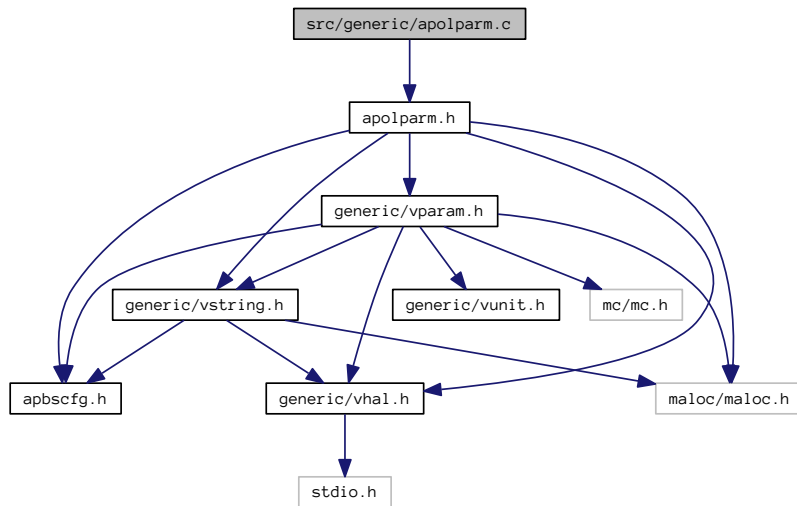 src/generic/apolparm.c
apolparm.h
generic/vparam.h
generic/vstring.h
generic/vunit.h
mc/mc.h
apbscfg.h
generic/vhal.h
maloc/maloc.h
stdio.h